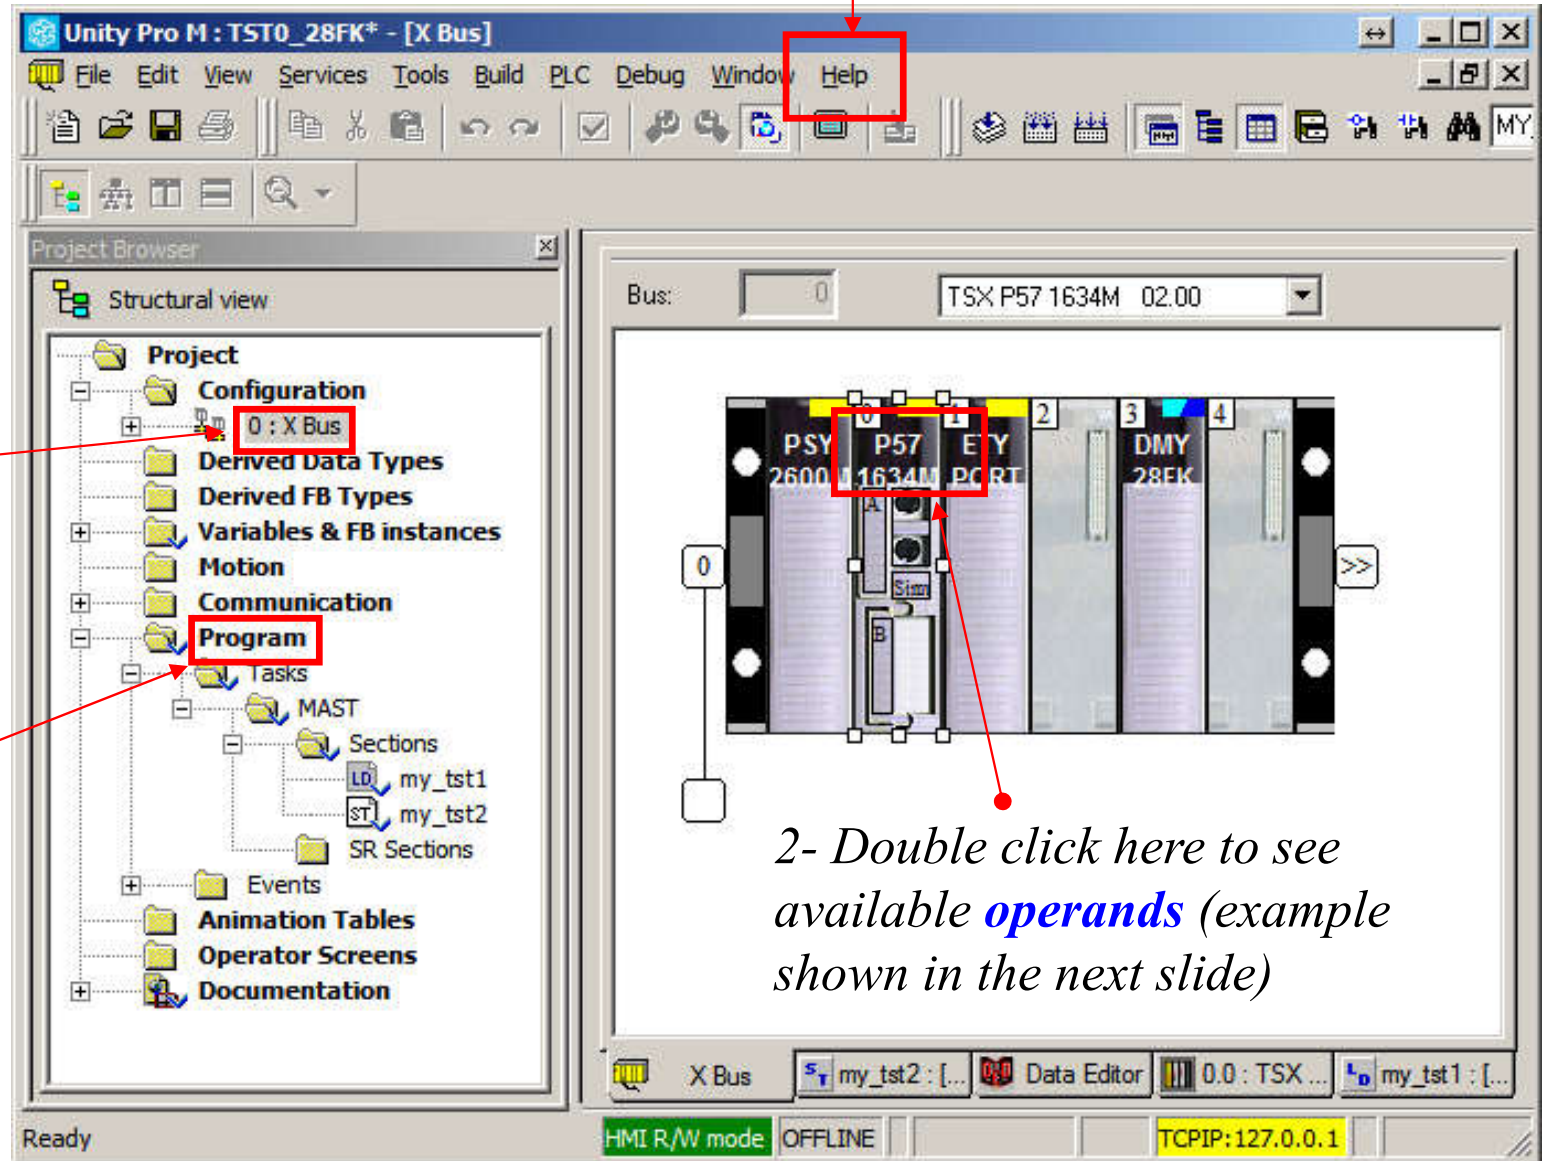 Unity Pro M : TST0_28FK* - [X Bus]
File Edit View Services Tools Build PLC Debug Window Help
MY_
Project Browser
Structural view
Project
Configuration
0 : X Bus
Derived Data Types
Derived FB Types
Variables & FB instances
Motion
Communication
Program
Tasks
MAST
Sections
LD my_tst1
ST my_tst2
SR Sections
Events
Animation Tables
Operator Screens
Documentation
Bus: 0 TSX P57 1634M 02.00
0 1 2 3 4
PSY P57 ETY DMY
2600M 1634M PORT 28FK
A
0 >>
B
2- Double click here to see
available operands (example
shown in the next slide)
X Bus ST my_tst2 : [... Data Editor 0.0 : TSX ... LD my_tst1 : [...
Ready HMI R/W mode OFFLINE TCPIP:127.0.0.1